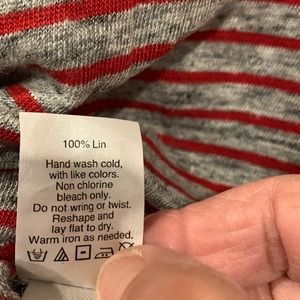 100% Lin
Hand wash cold,
with like colors.
Non chlorine
bleach only.
Do not wring or twist.
Reshape and
lay flat to dry.
Warm iron as needed.